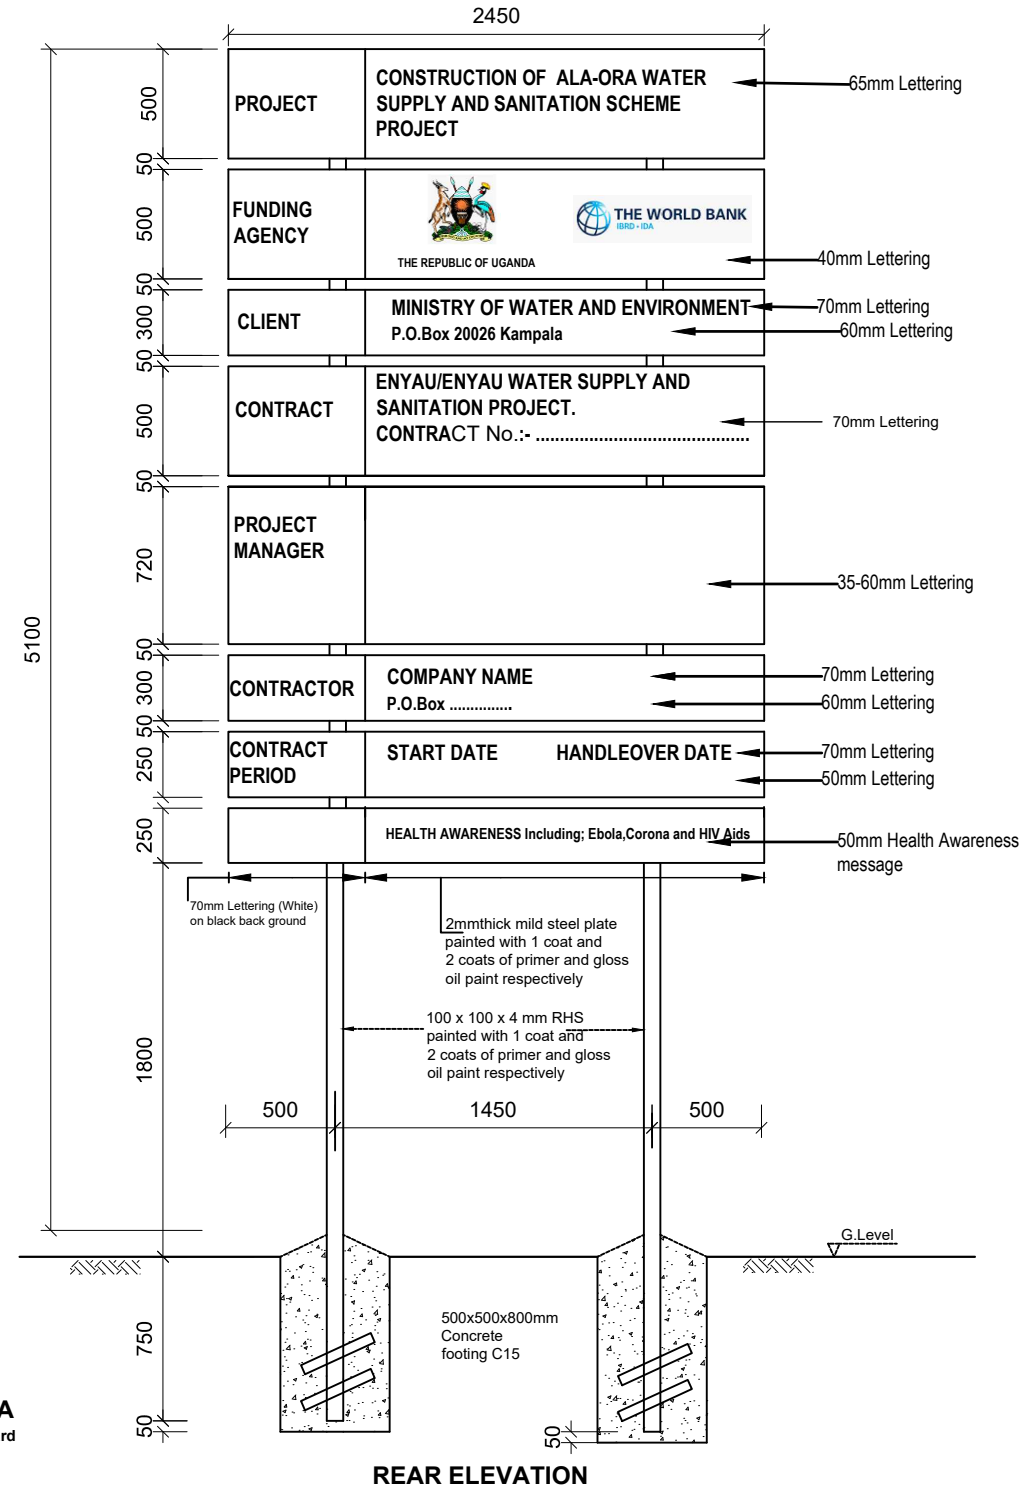 2450
500
PROJECT
CONSTRUCTION OF ALA-ORA WATER
SUPPLY AND SANITATION SCHEME
PROJECT
65mm Lettering
50
500
FUNDING
AGENCY
THE WORLD BANK
IBRD • IDA
THE REPUBLIC OF UGANDA
40mm Lettering
50
300
CLIENT
MINISTRY OF WATER AND ENVIRONMENT
P.O.Box 20026 Kampala
70mm Lettering
60mm Lettering
50
500
CONTRACT
ENYAU/ENYAU WATER SUPPLY AND
SANITATION PROJECT.
CONTRACT No.:- ............................................
70mm Lettering
50
720
PROJECT
MANAGER
35-60mm Lettering
5100
50
300
CONTRACTOR
COMPANY NAME
P.O.Box ...............
70mm Lettering
60mm Lettering
50
250
CONTRACT
PERIOD
START DATE HANDLEOVER DATE
70mm Lettering
50mm Lettering
250
HEALTH AWARENESS Including; Ebola,Corona and HIV Aids
50mm Health Awareness
message
70mm Lettering (White)
on black back ground
2mmthick mild steel plate
painted with 1 coat and
2 coats of primer and gloss
oil paint respectively
1800
100 x 100 x 4 mm RHS
painted with 1 coat and
2 coats of primer and gloss
oil paint respectively
500 1450 500
G.Level
750
500x500x800mm
Concrete
footing C15
A
rd
50
50
REAR ELEVATION